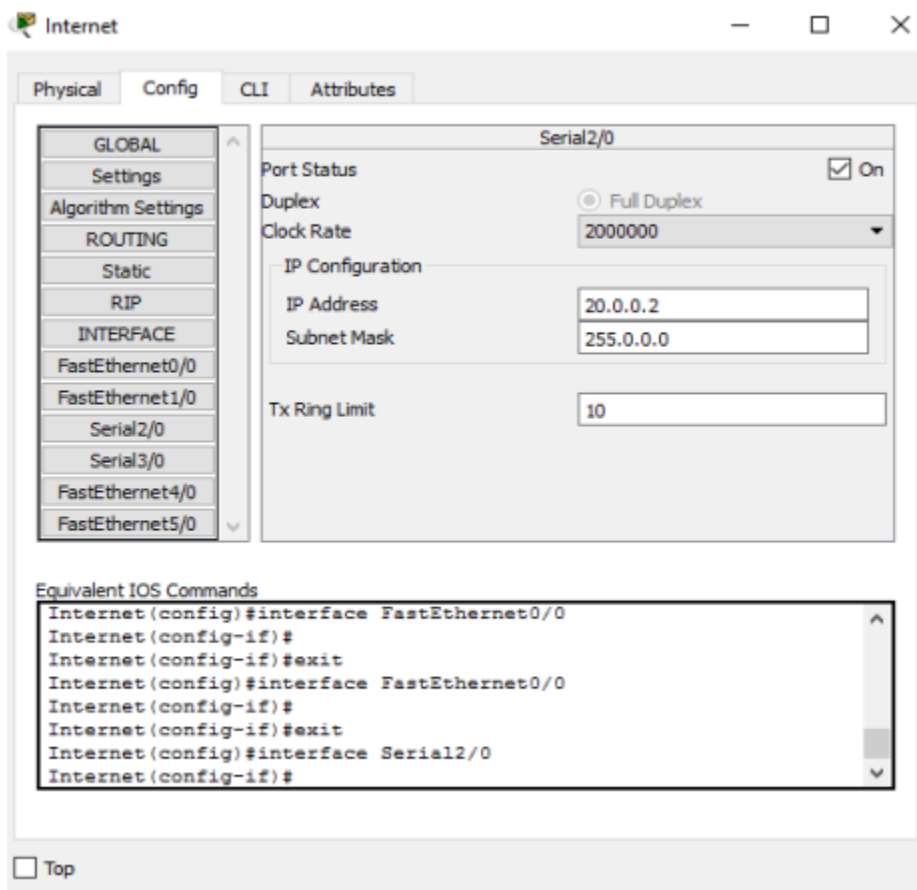 Internet
Physical Config CLI Attributes
GLOBAL
Settings
Algorithm Settings
ROUTING
Static
RIP
INTERFACE
FastEthernet0/0
FastEthernet1/0
Serial2/0
Serial3/0
FastEthernet4/0
FastEthernet5/0
Serial2/0
Port Status On
Duplex Full Duplex
Clock Rate 2000000
IP Configuration
IP Address 20.0.0.2
Subnet Mask 255.0.0.0
Tx Ring Limit 10
Equivalent IOS Commands
Internet(config)#interface FastEthernet0/0
Internet(config-if)#
Internet(config-if)#exit
Internet(config)#interface FastEthernet0/0
Internet(config-if)#
Internet(config-if)#exit
Internet(config)#interface Serial2/0
Internet(config-if)#
Top